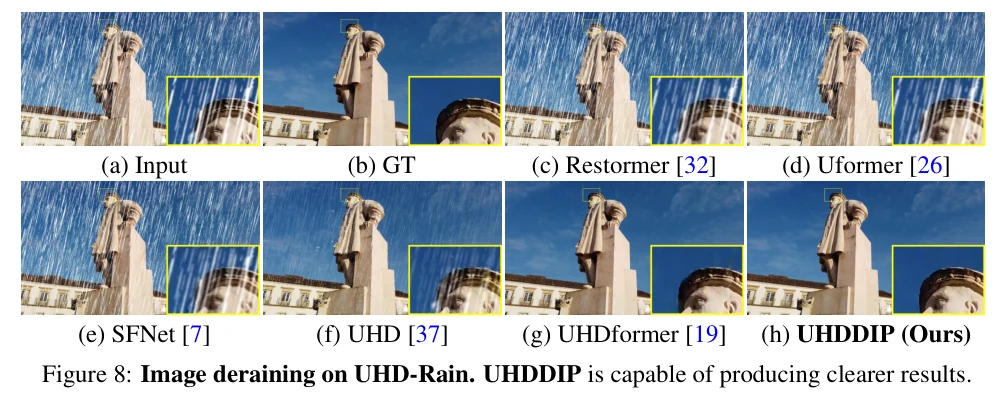 (a) Input
(b) GT
(c) Restormer [32]
(d) Uformer [26]
(e) SFNet [7]
(f) UHD [37]
(g) UHDformer [19]
(h) UHDDIP (Ours)
Figure 8: Image deraining on UHD-Rain. UHDDIP is capable of producing clearer results.